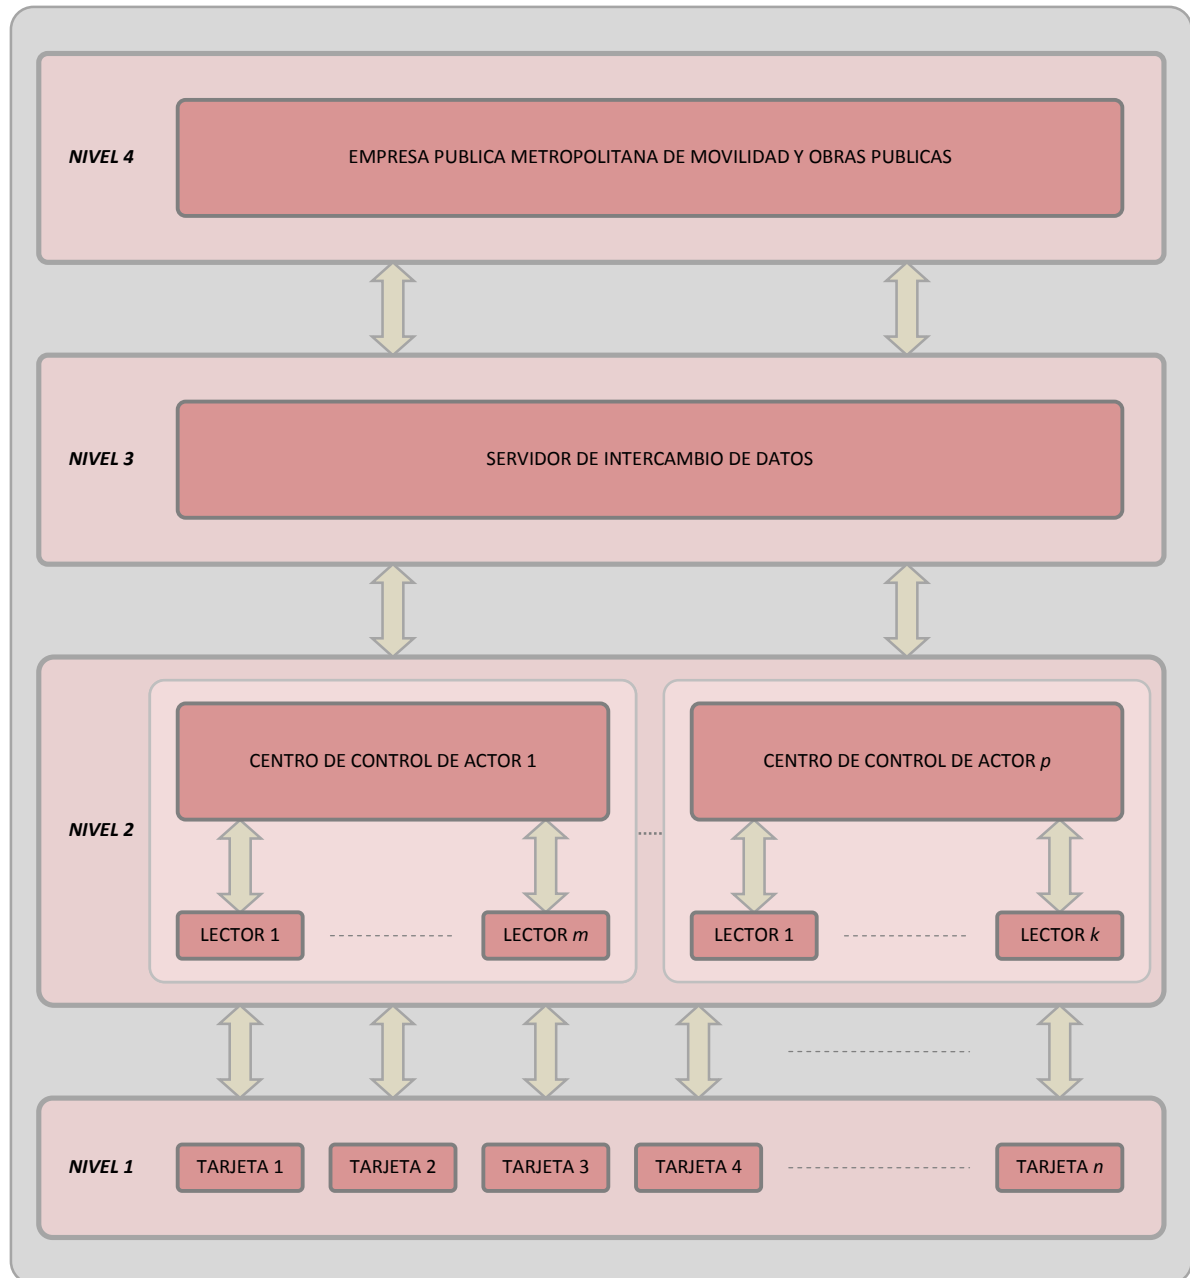 NIVEL 4
EMPRESA PUBLICA METROPOLITANA DE MOVILIDAD Y OBRAS PUBLICAS
NIVEL 3
SERVIDOR DE INTERCAMBIO DE DATOS
NIVEL 2
CENTRO DE CONTROL DE ACTOR 1
CENTRO DE CONTROL DE ACTOR p
LECTOR 1
LECTOR m
LECTOR 1
LECTOR k
NIVEL 1
TARJETA 1
TARJETA 2
TARJETA 3
TARJETA 4
TARJETA n